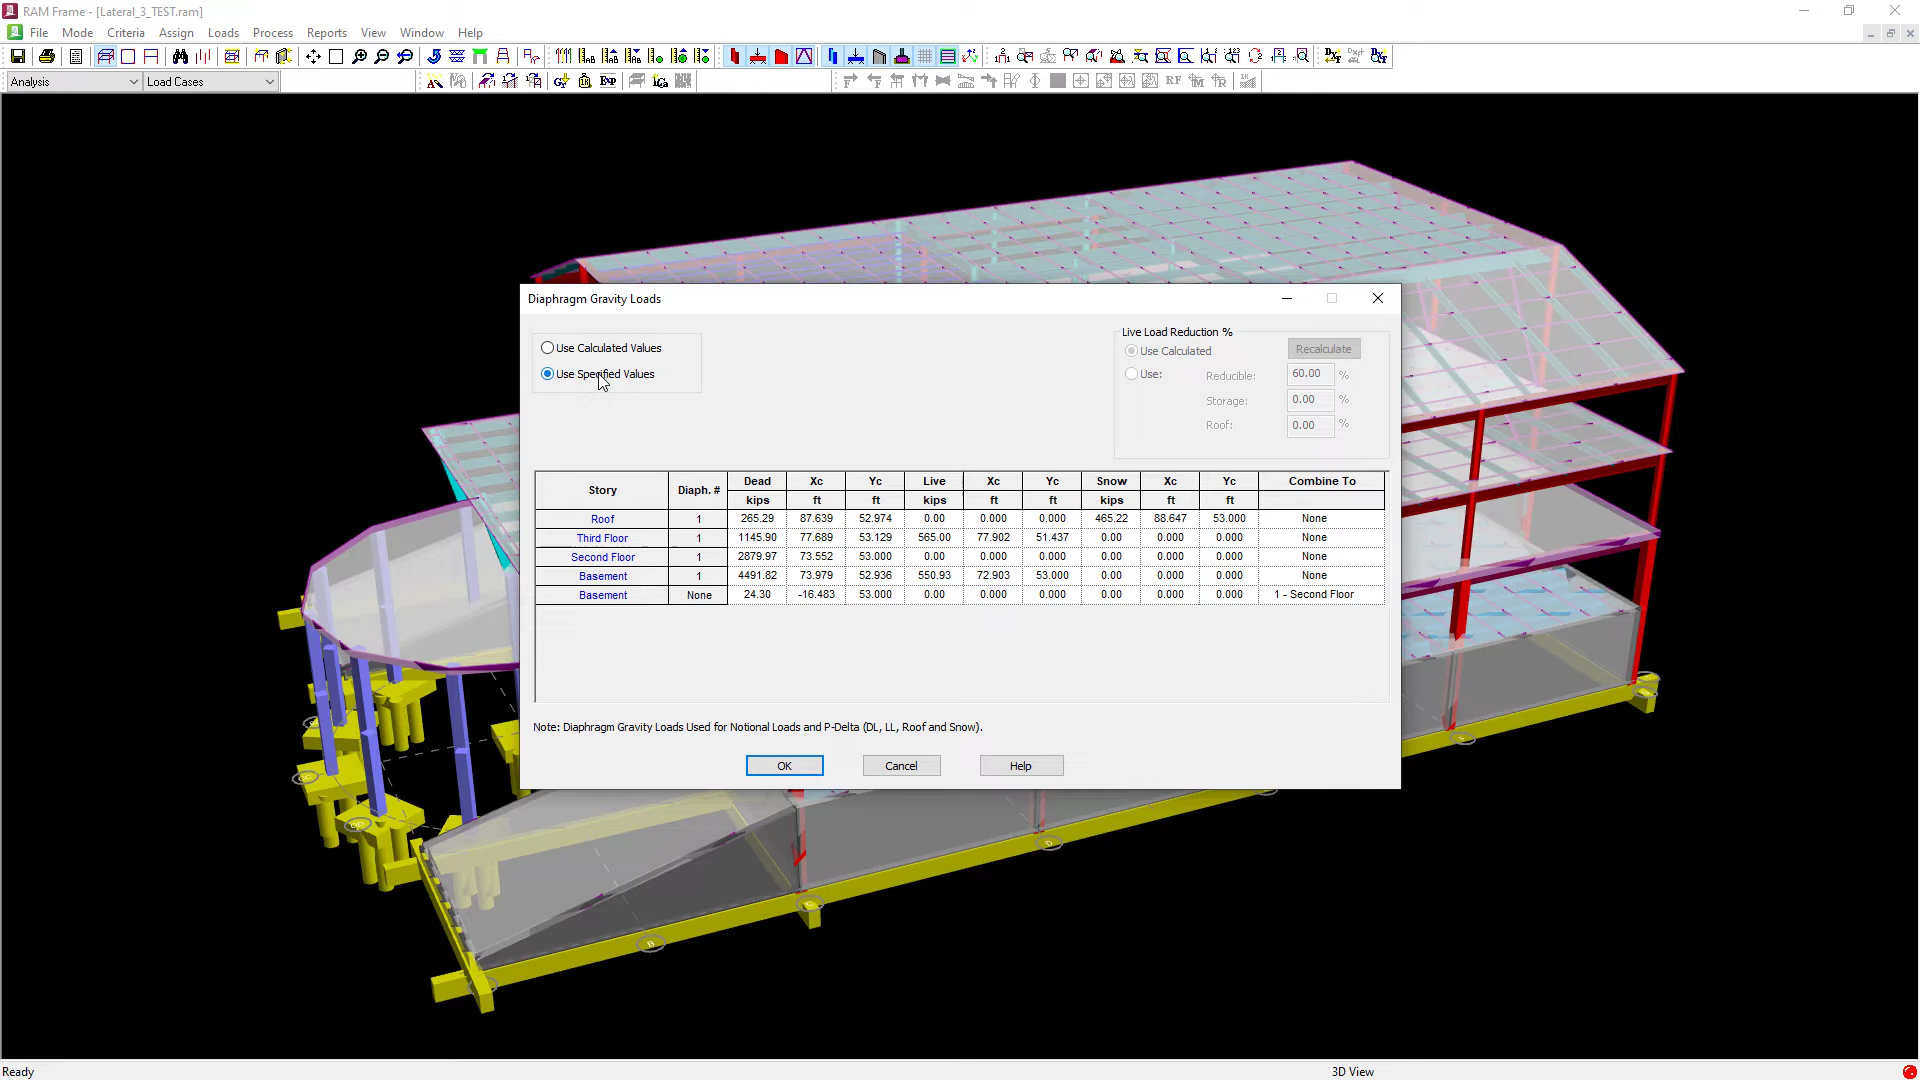 RAM Frame - [Lateral_3_TEST.ram]
File Mode Criteria Assign Loads Process Reports View Window Help
Analysis Load Cases
Diaphragm Gravity Loads
Use Calculated Values
Use Specified Values
Live Load Reduction %
Use Calculated Recalculate
Use: Reducible: 60.00 %
Storage: 0.00 %
Roof: 0.00 %
Story Diaph. # Dead Xc Yc Live Xc Yc Snow Xc Yc Combine To
kips ft ft kips ft ft kips ft ft
Roof 1 265.29 87.639 52.974 0.00 0.000 0.000 465.22 88.647 53.000 None
Third Floor 1 1145.90 77.689 53.129 565.00 77.902 51.437 0.00 0.000 0.000 None
Second Floor 1 2879.97 73.552 53.000 0.00 0.000 0.000 0.00 0.000 0.000 None
Basement 1 4491.82 73.979 52.936 550.93 72.903 53.000 0.00 0.000 0.000 None
Basement None 24.30 -16.483 53.000 0.00 0.000 0.000 0.00 0.000 0.000 1 - Second Floor
Note: Diaphragm Gravity Loads Used for Notional Loads and P-Delta (DL, LL, Roof and Snow).
OK Cancel Help
B
D
Ready 3D View